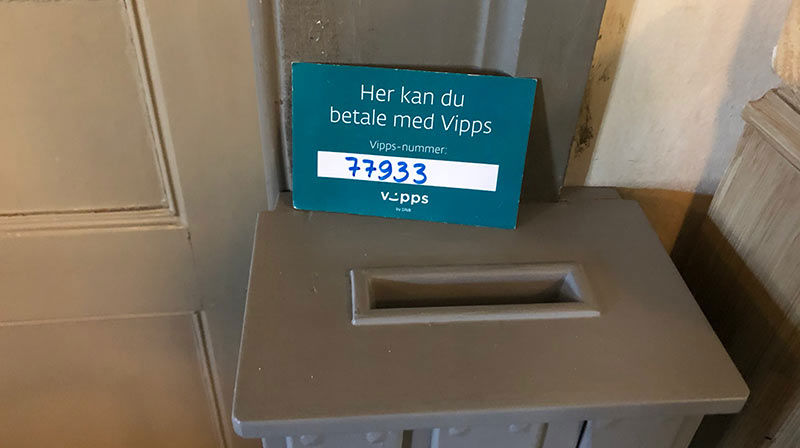 Her kan du
betale med Vipps
Vipps-nummer:
77933
vipps
by DNB